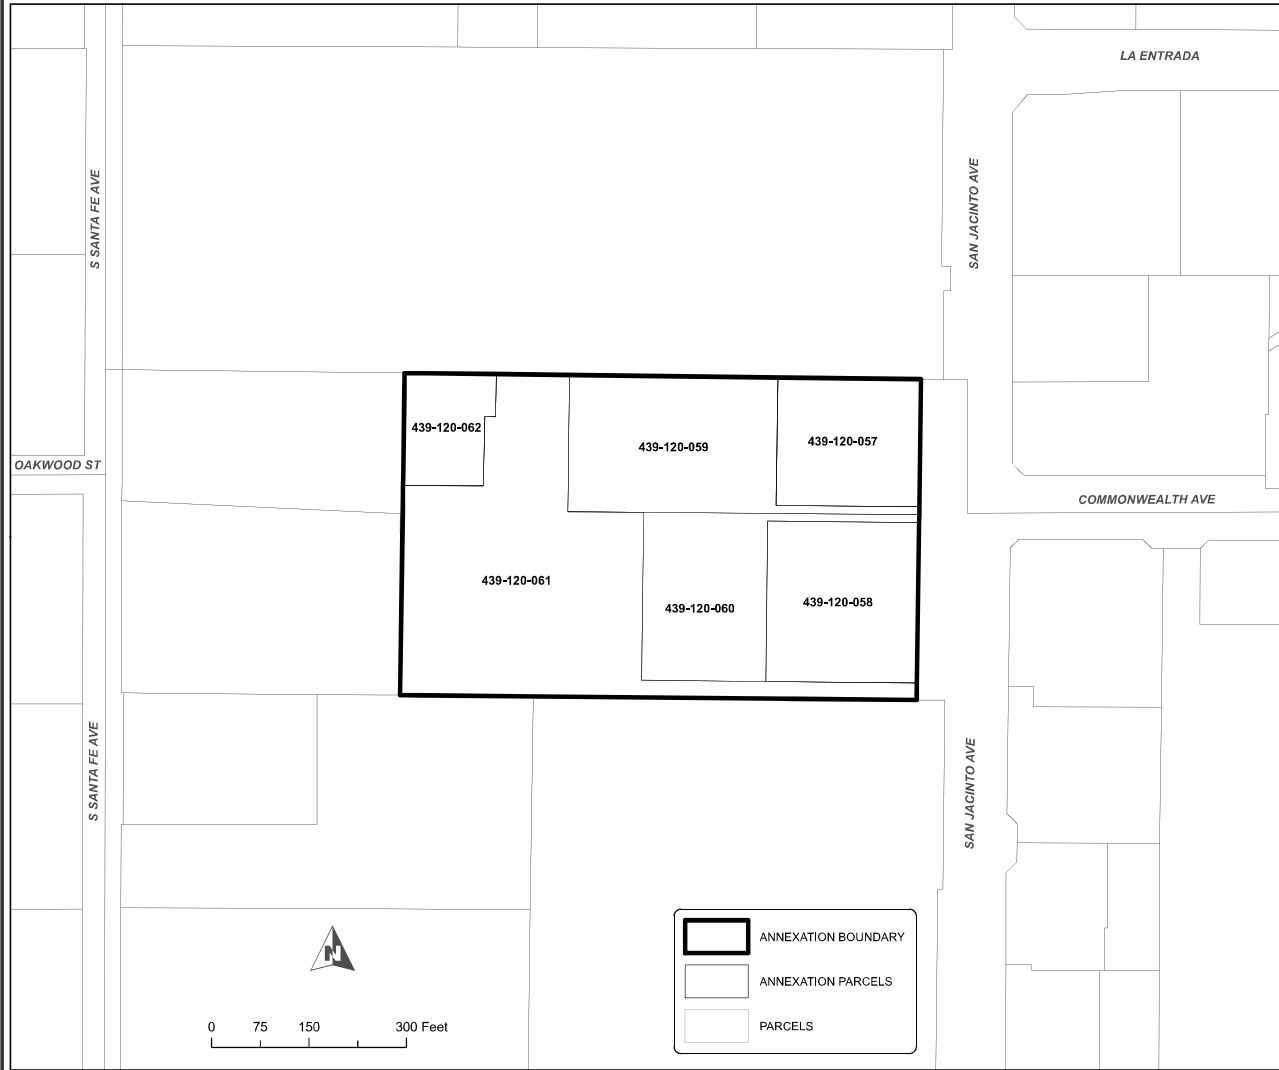 LA ENTRADA
S SANTA FE AVE
SAN JACINTO AVE
439-120-062
439-120-059
439-120-057
OAKWOOD ST
COMMONWEALTH AVE
439-120-061
439-120-060
439-120-058
S SANTA FE AVE
SAN JACINTO AVE
N
0 75 150 300 Feet
ANNEXATION BOUNDARY
ANNEXATION PARCELS
PARCELS